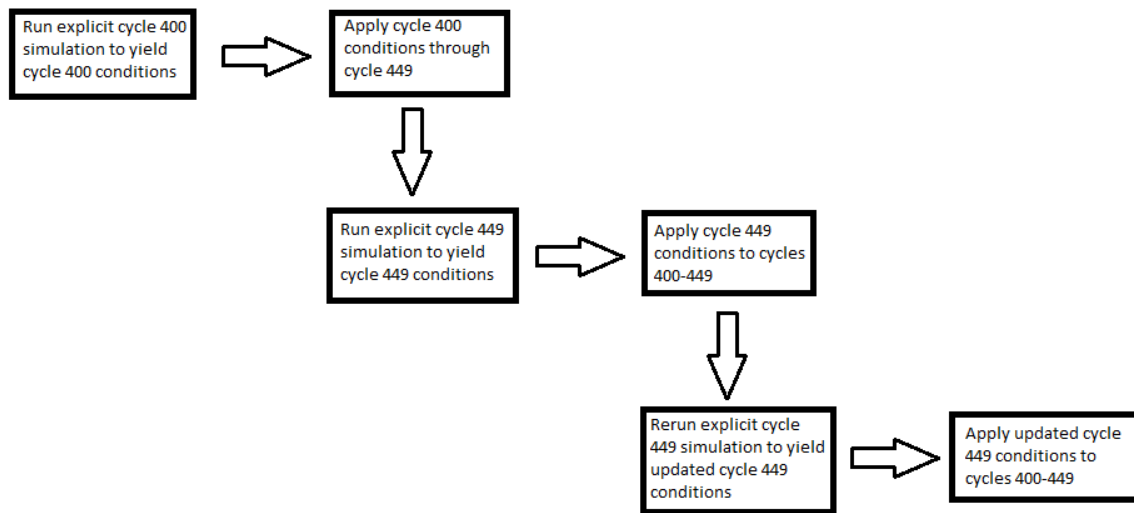 Run explicit cycle 400
simulation to yield
cycle 400 conditions
Apply cycle 400
conditions through
cycle 449
Run explicit cycle 449
simulation to yield
cycle 449 conditions
Apply cycle 449
conditions to cycles
400-449
Rerun explicit cycle
449 simulation to yield
updated cycle 449
conditions
Apply updated cycle
449 conditions to
cycles 400-449